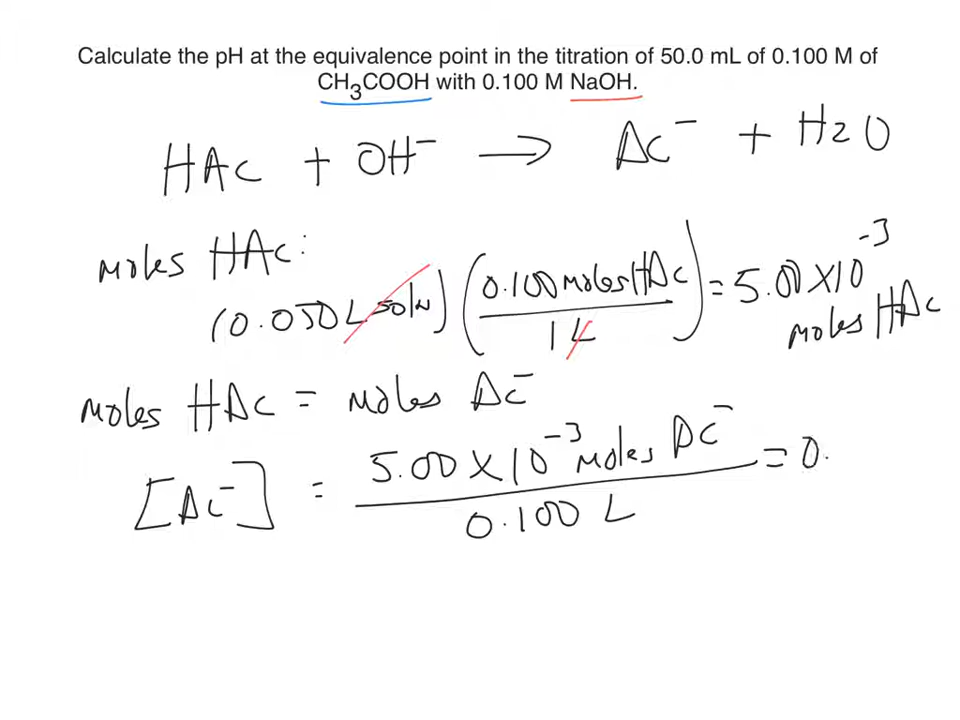 Calculate the pH at the equivalence point in the titration of 50.0 mL of 0.100 M of
CH3COOH with 0.100 M NaOH.
HAc + OH⁻ → Ac⁻ + H2O
moles HAc:
(0.050 L soln) (0.100 moles HAc / 1 L) = 5.00 X 10⁻³ moles HAc
moles HAc = moles Ac⁻
[Ac⁻] = 5.00 X 10⁻³ moles Ac⁻ / 0.100 L = 0.